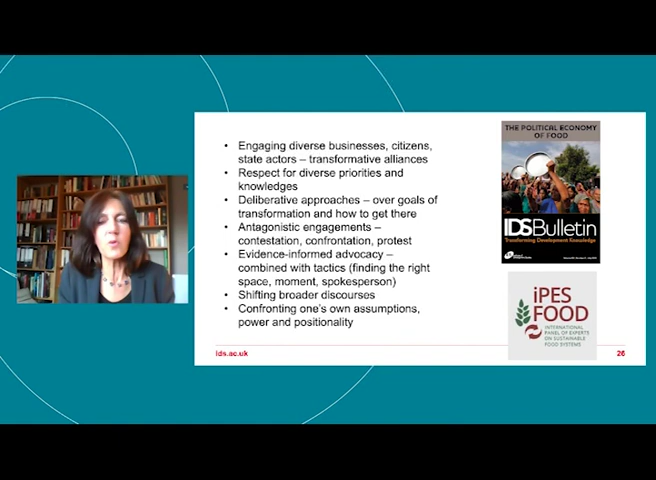 • Engaging diverse businesses, citizens,
state actors – transformative alliances
• Respect for diverse priorities and
knowledges
• Deliberative approaches – over goals of
transformation and how to get there
• Antagonistic engagements –
contestation, confrontation, protest
• Evidence-informed advocacy –
combined with tactics (finding the right
space, moment, spokesperson)
• Shifting broader discourses
• Confronting one's own assumptions,
power and positionality
THE POLITICAL ECONOMY
OF FOOD
IDSBulletin
Transforming Development Knowledge
iPES
FOOD
INTERNATIONAL
PANEL OF EXPERTS
ON SUSTAINABLE
FOOD SYSTEMS
ids.ac.uk
26